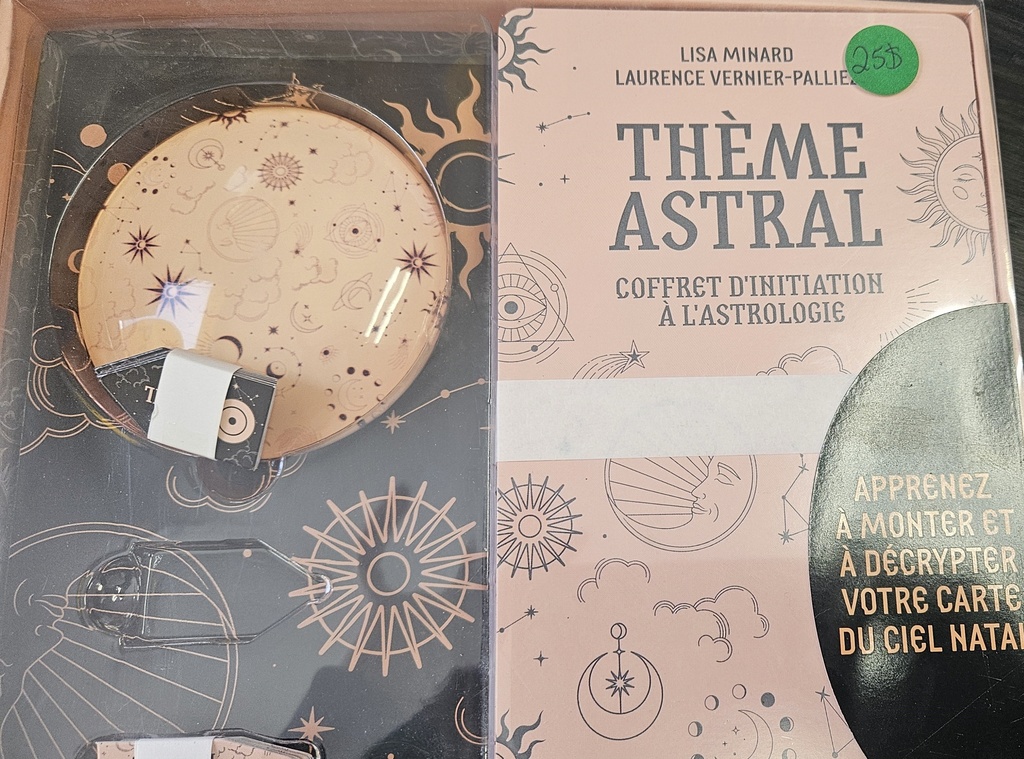 LISA MINARD
LAURENCE VERNIER-PALLIEZ
25$
THÈME
ASTRAL
COFFRET D'INITIATION
À L'ASTROLOGIE
APPRENEZ
À MONTER ET
À DÉCRYPTER
VOTRE CARTE
DU CIEL NATAL